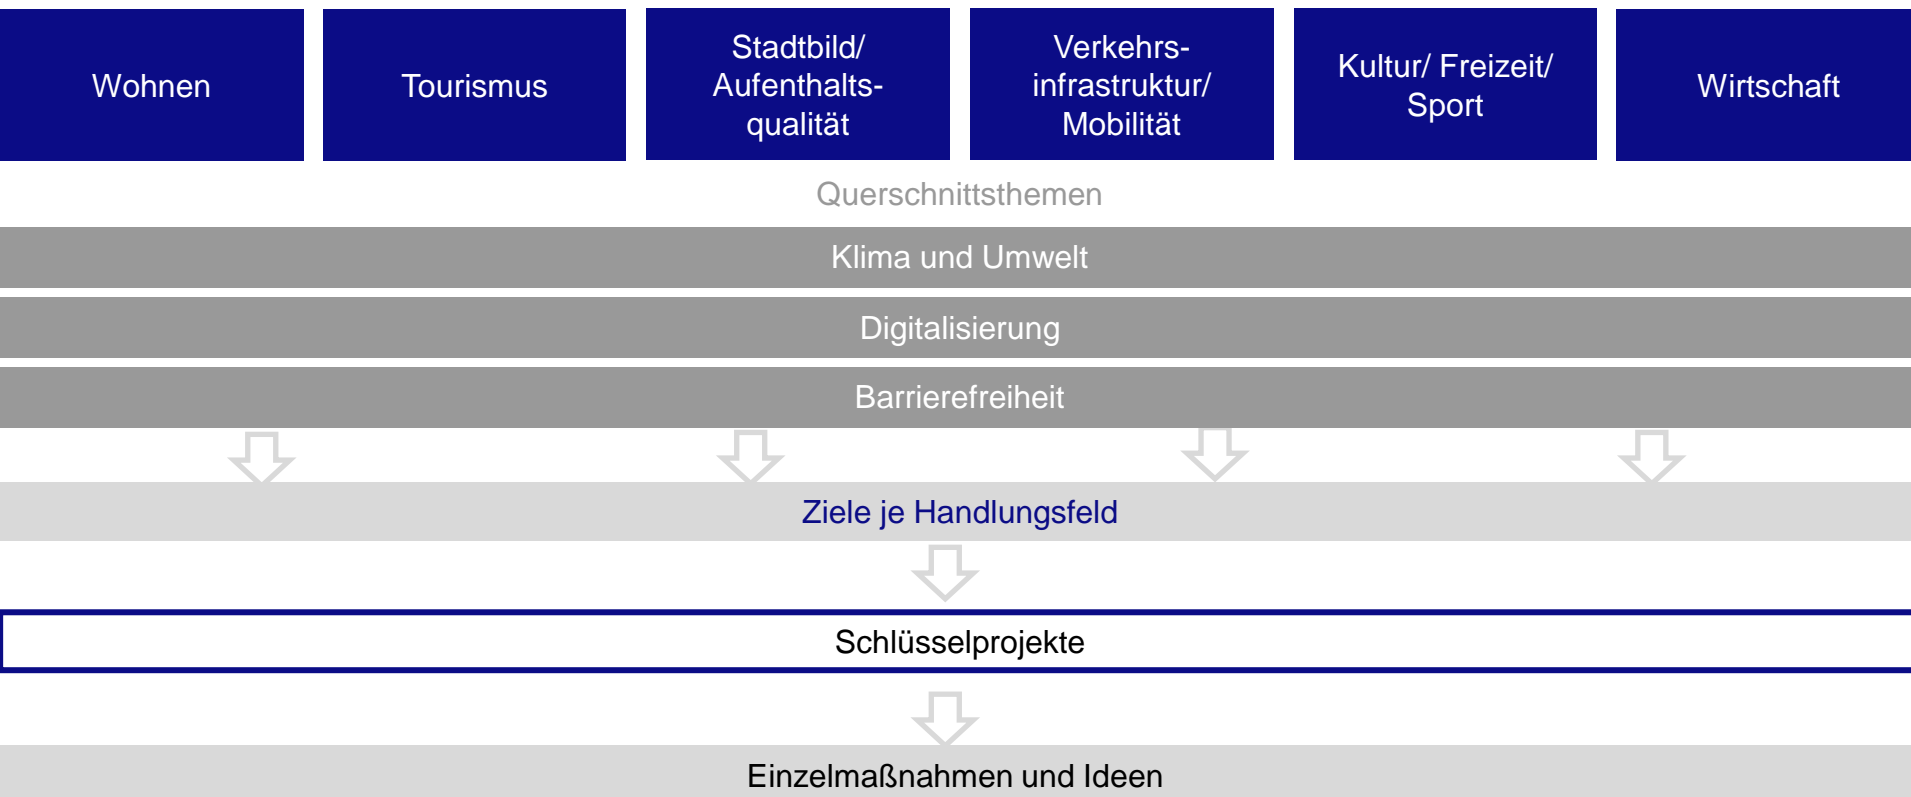 Wohnen
Tourismus
Stadtbild/
Aufenthalts-
qualität
Verkehrs-
infrastruktur/
Mobilität
Kultur/ Freizeit/
Sport
Wirtschaft
Querschnittsthemen
Klima und Umwelt
Digitalisierung
Barrierefreiheit
Ziele je Handlungsfeld
Schlüsselprojekte
Einzelmaßnahmen und Ideen